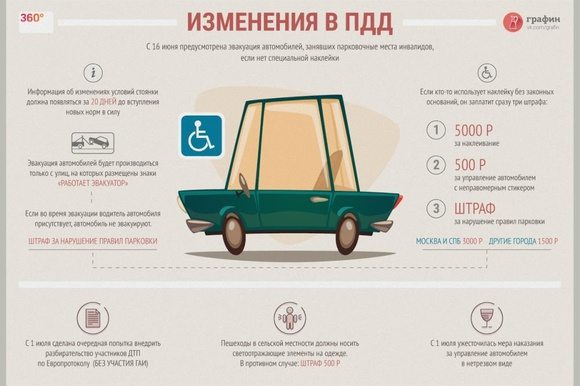 360°
ИЗМЕНЕНИЯ В ПДД
графин
vk.com/grafin
С 16 июня предусмотрена эвакуация автомобилей, занявших парковочные места инвалидов,
если нет специальной наклейки
Информация об изменениях условий стоянки
должна появляться за 20 ДНЕЙ до вступления
новых норм в силу
Эвакуация автомобилей будет производиться
только с улиц, на которых размещены знаки
«РАБОТАЕТ ЭВАКУАТОР»
Если во время эвакуации водитель автомобиля
присутствует, автомобиль не эвакуируют.
ШТРАФ ЗА НАРУШЕНИЕ ПРАВИЛ ПАРКОВКИ
Если кто-то использует наклейку без законных
оснований, он заплатит сразу три штрафа:
1 5000 Р
за наклеивание
2 500 Р
за управление автомобилем
с неправомерным стикером
3 ШТРАФ
за нарушение правил парковки
МОСКВА И СПБ 3000 Р ДРУГИЕ ГОРОДА 1500 Р
С 1 июля сделана очередная попытка внедрить
разбирательство участников ДТП
по Европротоколу (БЕЗ УЧАСТИЯ ГАИ)
Пешеходы в сельской местности должны носить
светоотражающие элементы на одежде.
В противном случае: ШТРАФ 500 Р
С 1 июля ужесточилась мера наказания
за управление автомобилем
в нетрезвом виде